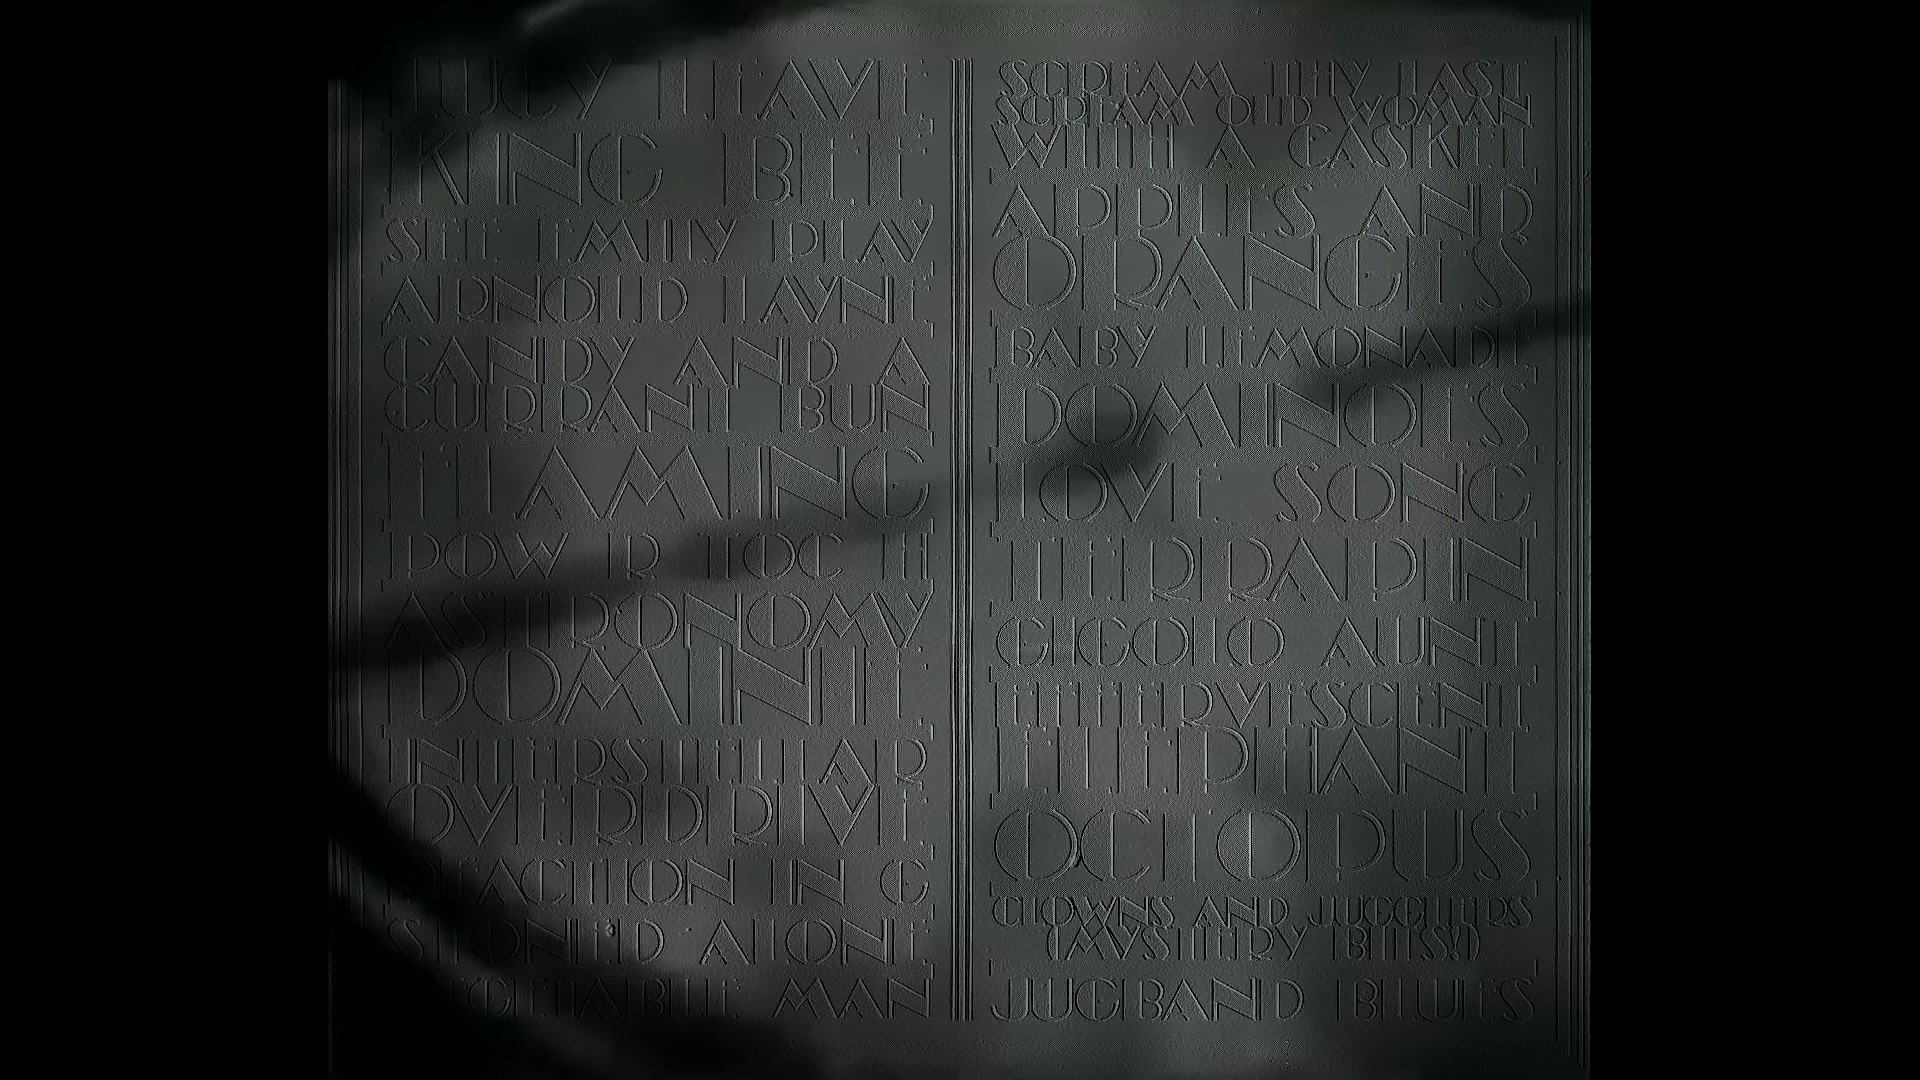 LUCY LEAVE
KING BEE
SEE EMILY PLAY
ARNOLD LAYNE
CANDY AND A
CURRANT BUN
FLAMING
POW R TOC H
ASTRONOMY
DOMINE
INTERSTELLAR
OVERDRIVE
REACTION IN G
STONED ALONE
VEGETABLE MAN
SCREAM THY LAST
SCREAM OLD WOMAN
WITH A CASKET
APPLES AND
ORANGES
BABY LEMONADE
DOMINOES
LOVE SONG
TERRAPIN
GIGOLO AUNT
EFFERVESCENT
ELEPHANT
OCTOPUS
CLOWNS AND JUGGLERS
(MYSTERY BITS!)
JUGBAND BLUES